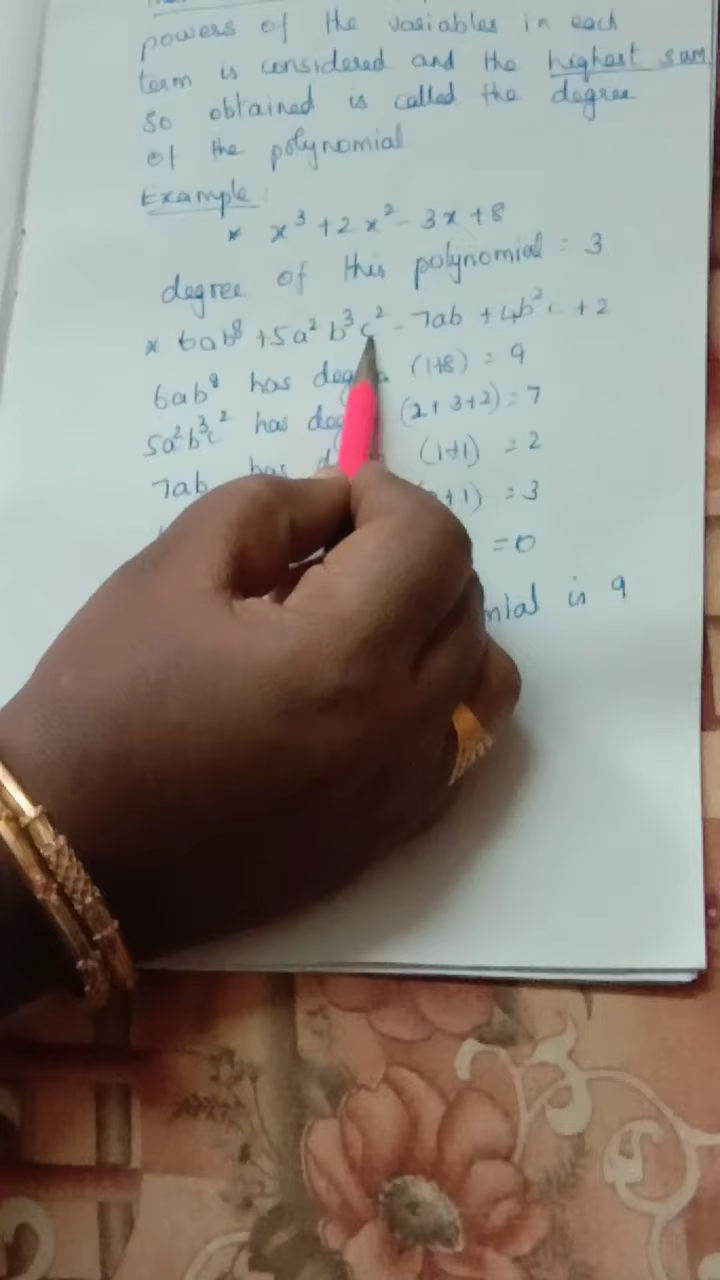 powers of the variables in each
term is considered and the highest sum
so obtained is called the degree
of the polynomial
Example:
* x³ + 2x² - 3x + 8
degree of this polynomial = 3
* 6ab⁸ + 5a²b³c² - 7ab + 4b²c + 2
6ab⁸ has (1+8) = 9
5a²b³c² has (2+3+2) = 7
7ab has (1+1) = 2
+1) = 3
= 0
is 9